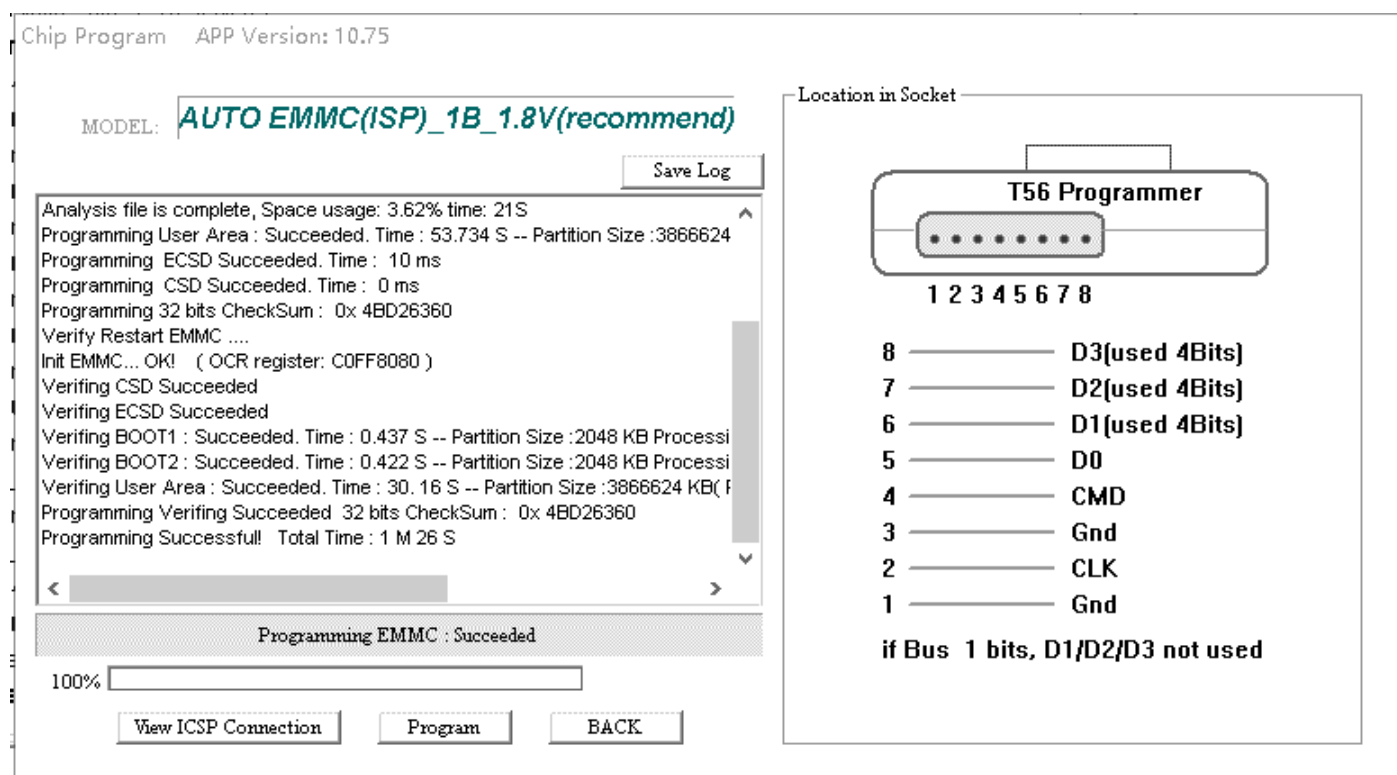 Chip Program APP Version: 10.75
MODEL: AUTO EMMC(ISP)_1B_1.8V(recommend)
Save Log
Analysis file is complete, Space usage: 3.62% time: 21S
Programming User Area : Succeeded. Time : 53.734 S -- Partition Size :3866624
Programming ECSD Succeeded. Time : 10 ms
Programming CSD Succeeded. Time : 0 ms
Programming 32 bits CheckSum : 0x 4BD26360
Verify Restart EMMC ....
Init EMMC... OK! ( OCR register: C0FF8080 )
Verifing CSD Succeeded
Verifing ECSD Succeeded
Verifing BOOT1 : Succeeded. Time : 0.437 S -- Partition Size :2048 KB Processi
Verifing BOOT2 : Succeeded. Time : 0.422 S -- Partition Size :2048 KB Processi
Verifing User Area : Succeeded. Time : 30. 16 S -- Partition Size :3866624 KB(
Programming Verifing Succeeded 32 bits CheckSum : 0x 4BD26360
Programming Successful! Total Time : 1 M 26 S
Programming EMMC : Succeeded
100%
View ICSP Connection
Program
BACK
Location in Socket
T56 Programmer
1 2 3 4 5 6 7 8
8 D3(used 4Bits)
7 D2(used 4Bits)
6 D1(used 4Bits)
5 D0
4 CMD
3 Gnd
2 CLK
1 Gnd
if Bus 1 bits, D1/D2/D3 not used